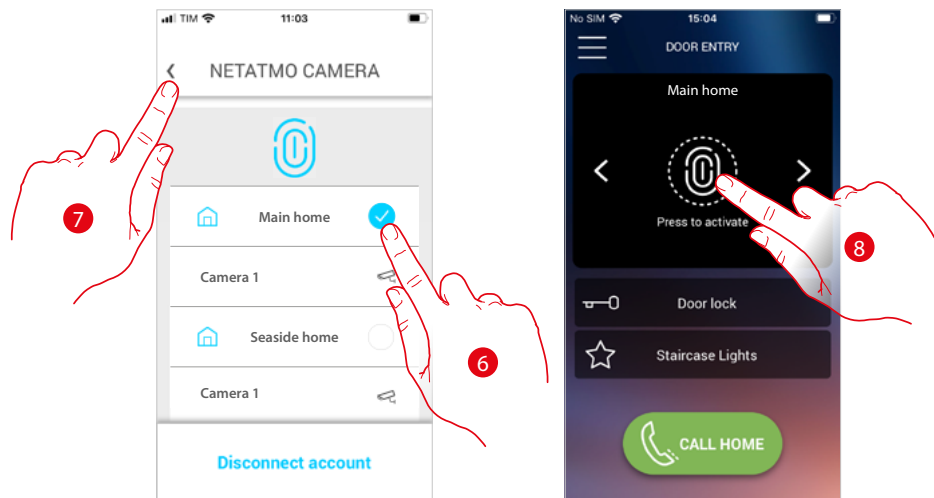 TIM 11:03
NETATMO CAMERA
Main home
Camera 1
Seaside home
Camera 1
Disconnect account
7
6
No SIM 15:04
DOOR ENTRY
Main home
Press to activate
8
Door lock
Staircase Lights
CALL HOME